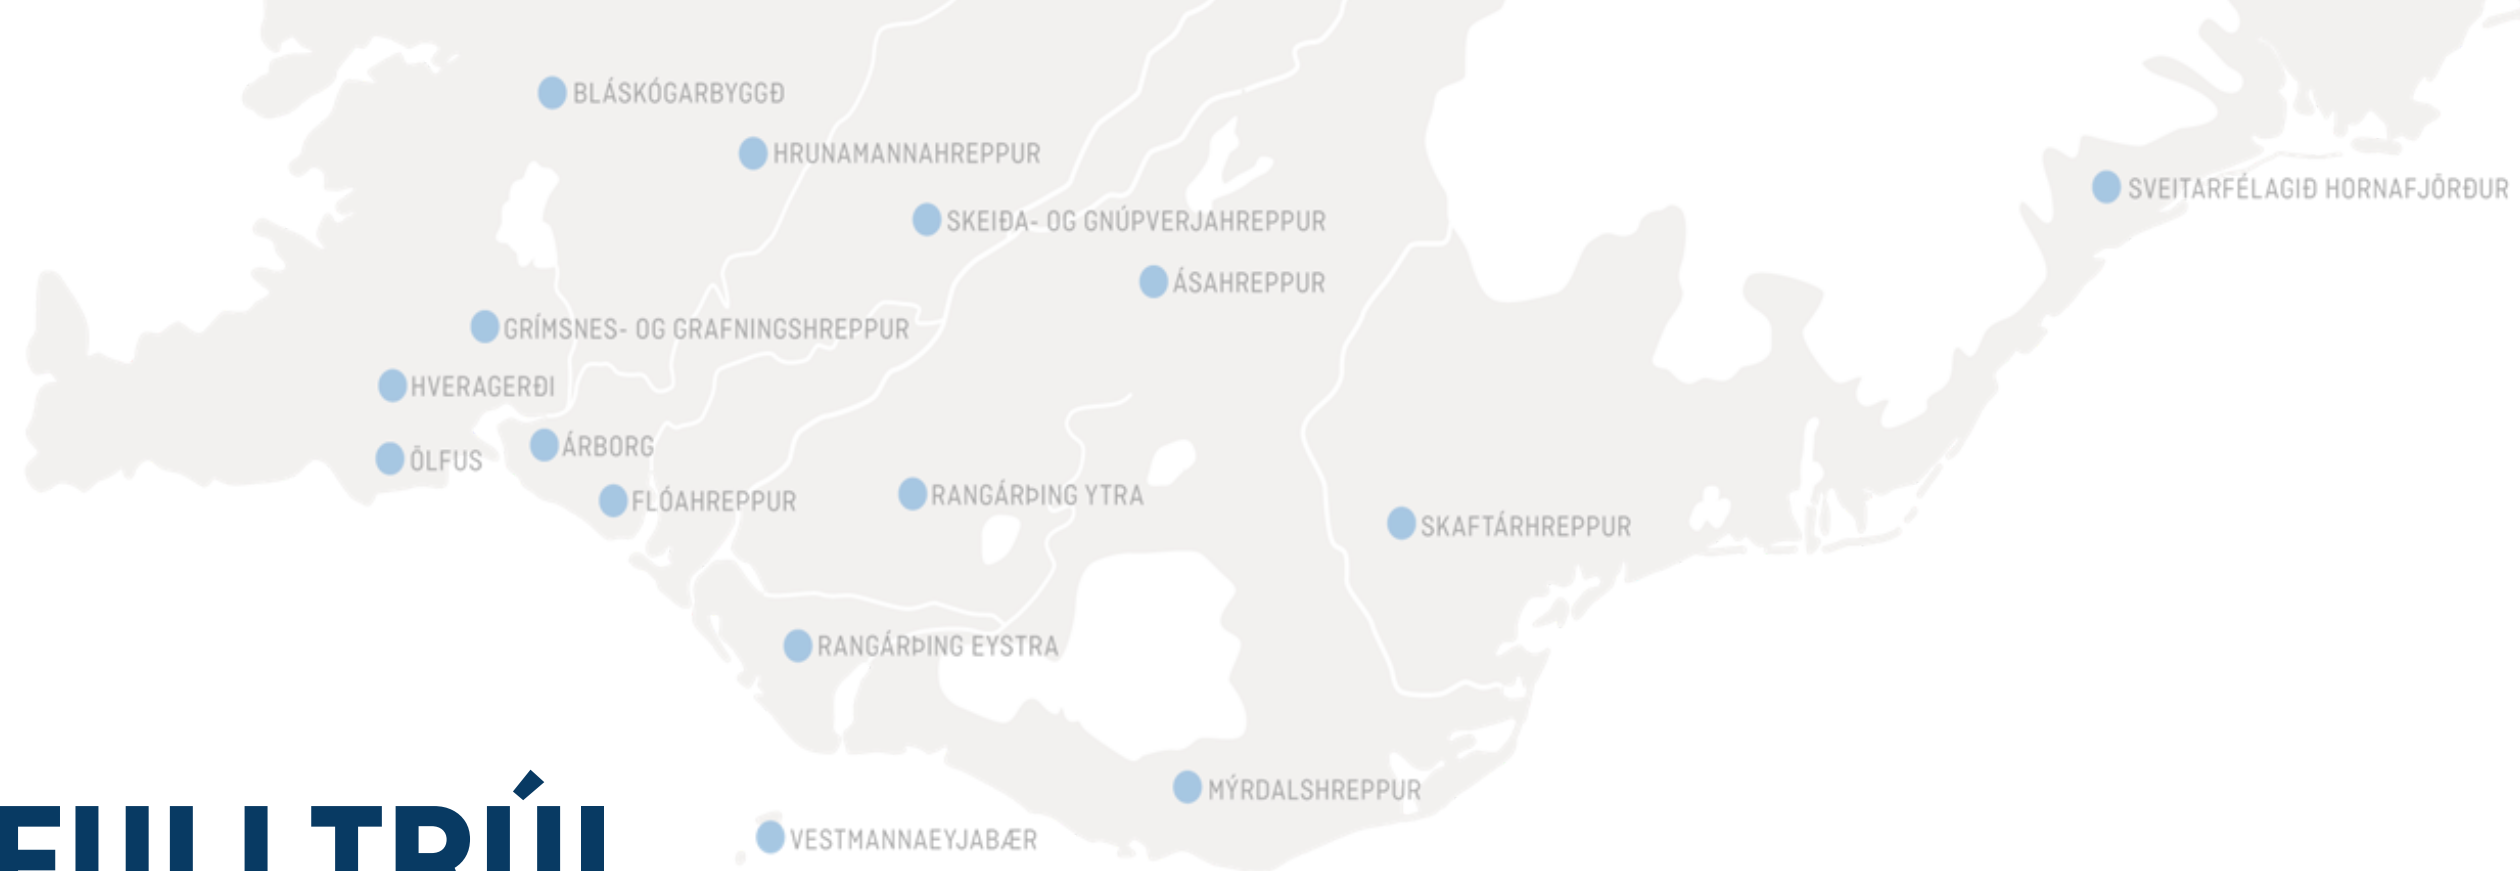 BLÁSKÓGARBYGGÐ
HRUNAMANNAHREPPUR
SVEITARFÉLAGIÐ HORNAFJÖRÐUR
SKEIÐA- OG GNÚPVERJAHREPPUR
ÁSAHREPPUR
GRÍMSNES- OG GRAFNINGSHREPPUR
HVERAGERÐI
ÁRBORG
ÖLFUS
RANGÁRÞING YTRA
FLÓAHREPPUR
SKAFTÁRHREPPUR
RANGÁRÞING EYSTRA
MÝRDALSHREPPUR
VESTMANNAEYJABÆR